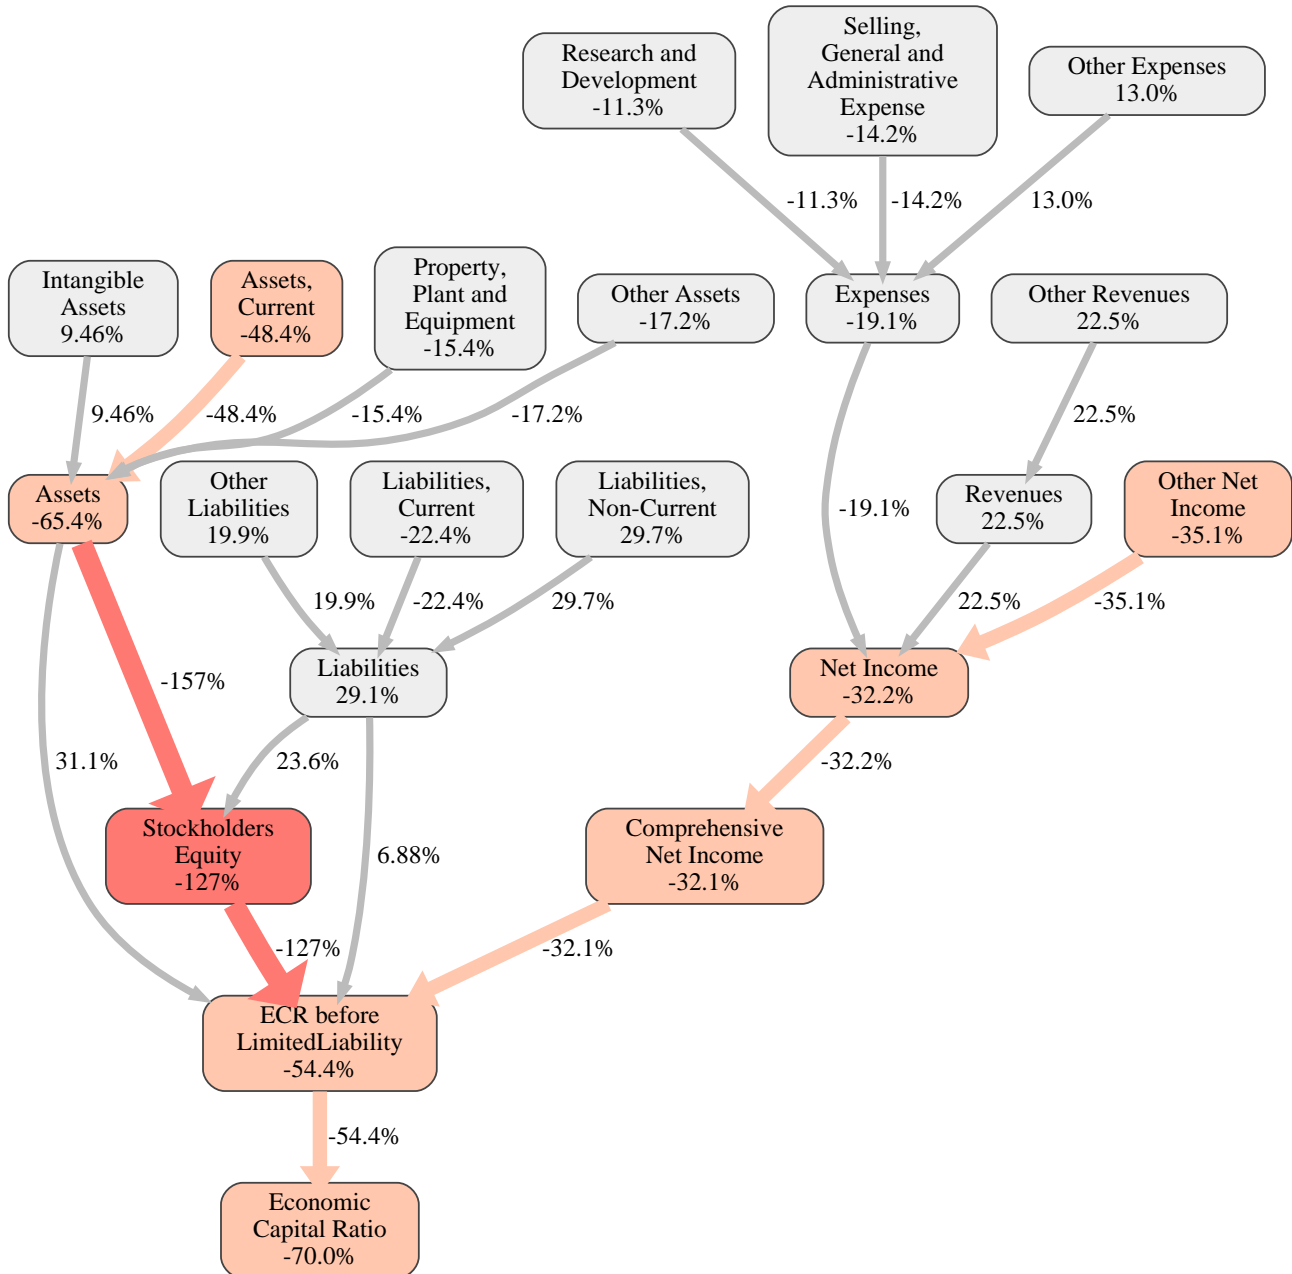 Research and
Development
-11.3%
Selling,
General and
Administrative
Expense
-14.2%
Other Expenses
13.0%
-11.3%
-14.2%
13.0%
Intangible
Assets
9.46%
Assets,
Current
-48.4%
Property,
Plant and
Equipment
-15.4%
Other Assets
-17.2%
Expenses
-19.1%
Other Revenues
22.5%
9.46%
-48.4%
-15.4%
-17.2%
22.5%
Assets
-65.4%
Other
Liabilities
19.9%
Liabilities,
Current
-22.4%
Liabilities,
Non-Current
29.7%
-19.1%
Revenues
22.5%
Other Net
Income
-35.1%
19.9%
-22.4%
29.7%
22.5%
-35.1%
-157%
Liabilities
29.1%
Net Income
-32.2%
31.1%
23.6%
-32.2%
Stockholders
Equity
-127%
6.88%
Comprehensive
Net Income
-32.1%
-127%
-32.1%
ECR before
LimitedLiability
-54.4%
-54.4%
Economic
Capital Ratio
-70.0%